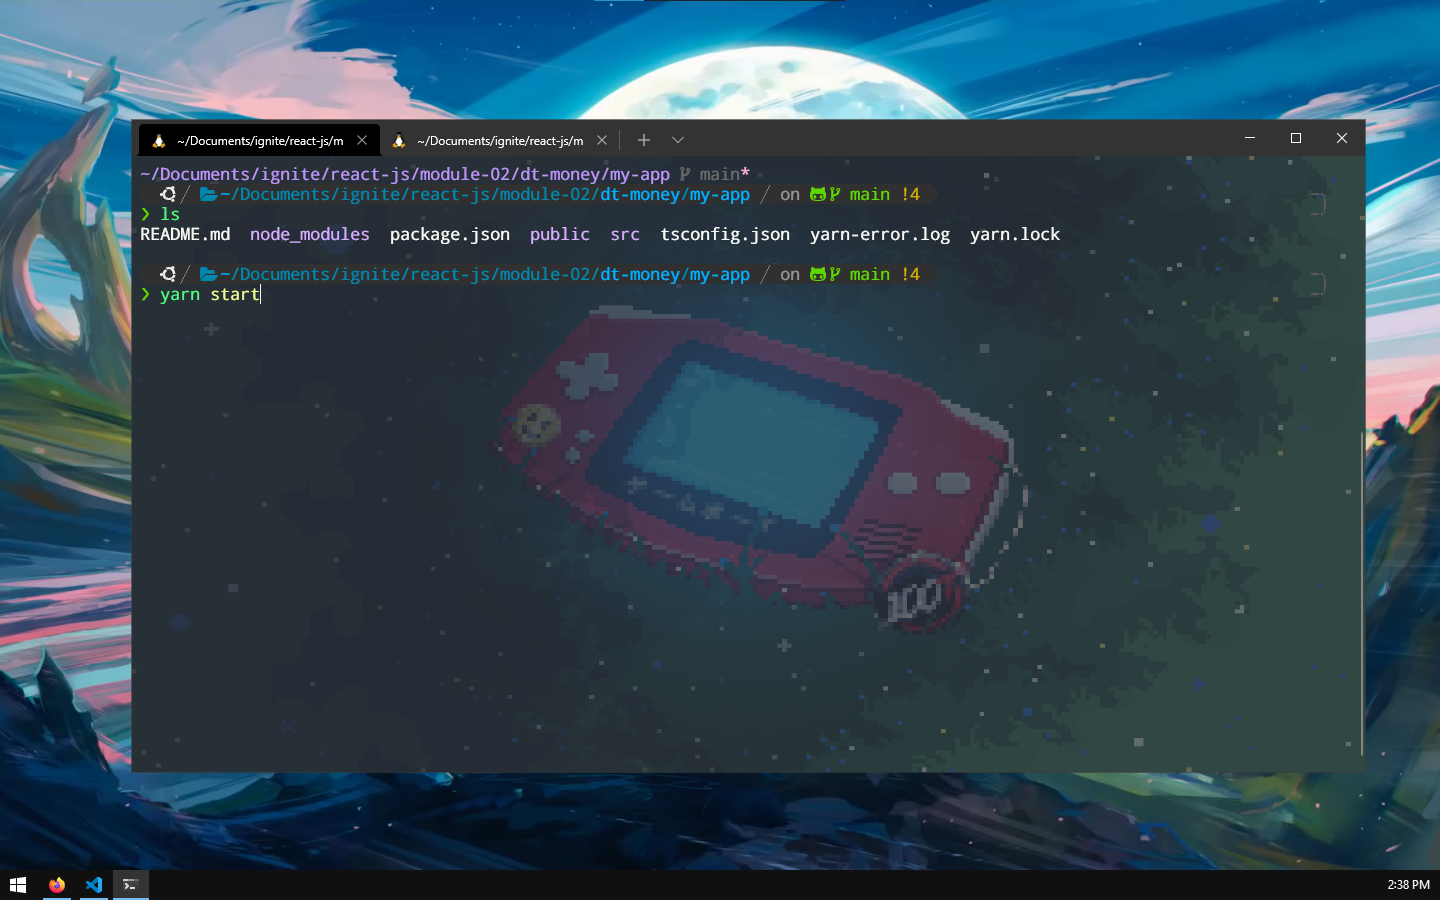 ~/Documents/ignite/react-js/m
~/Documents/ignite/react-js/m
~/Documents/ignite/react-js/module-02/dt-money/my-app main*
/ ~/Documents/ignite/react-js/module-02/dt-money/my-app / on main !4
❯ ls
README.md node_modules package.json public src tsconfig.json yarn-error.log yarn.lock
/ ~/Documents/ignite/react-js/module-02/dt-money/my-app / on main !4
❯ yarn start
100
2:38 PM